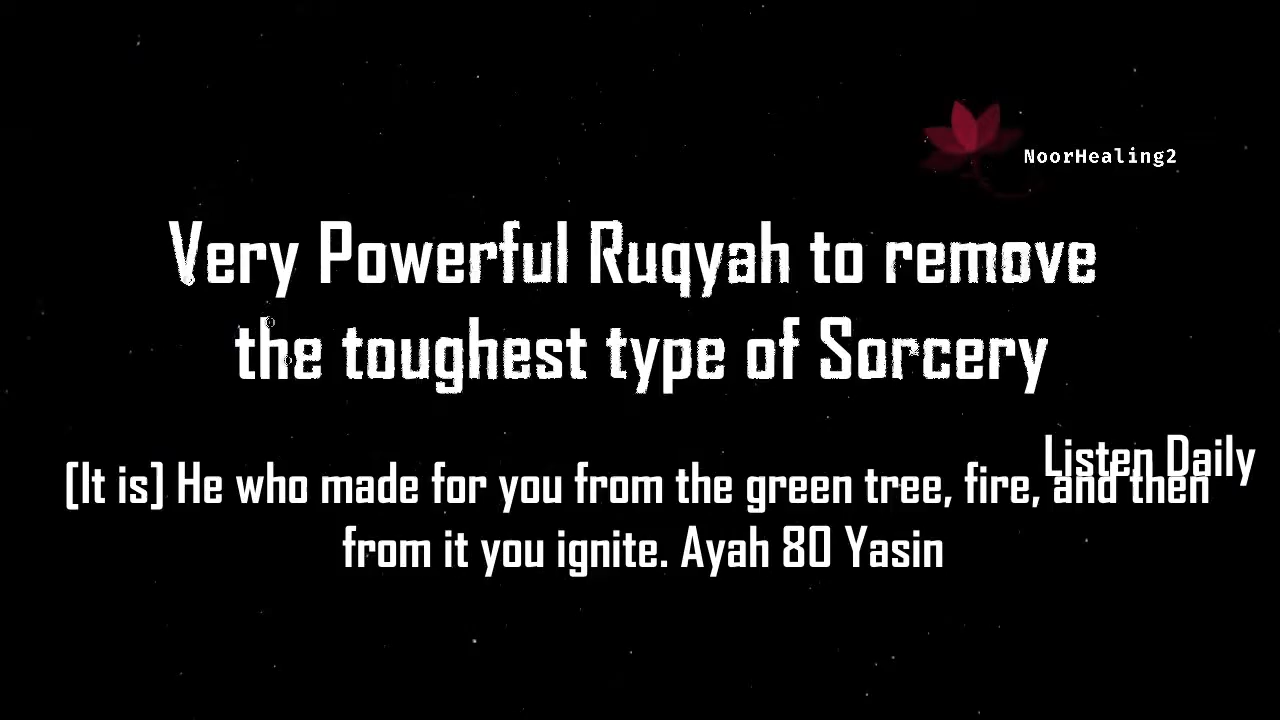 NoorHealing2
Very Powerful Ruqyah to remove
the toughest type of Sorcery
Listen Daily
[It is] He who made for you from the green tree, fire, and then
from it you ignite. Ayah 80 Yasin